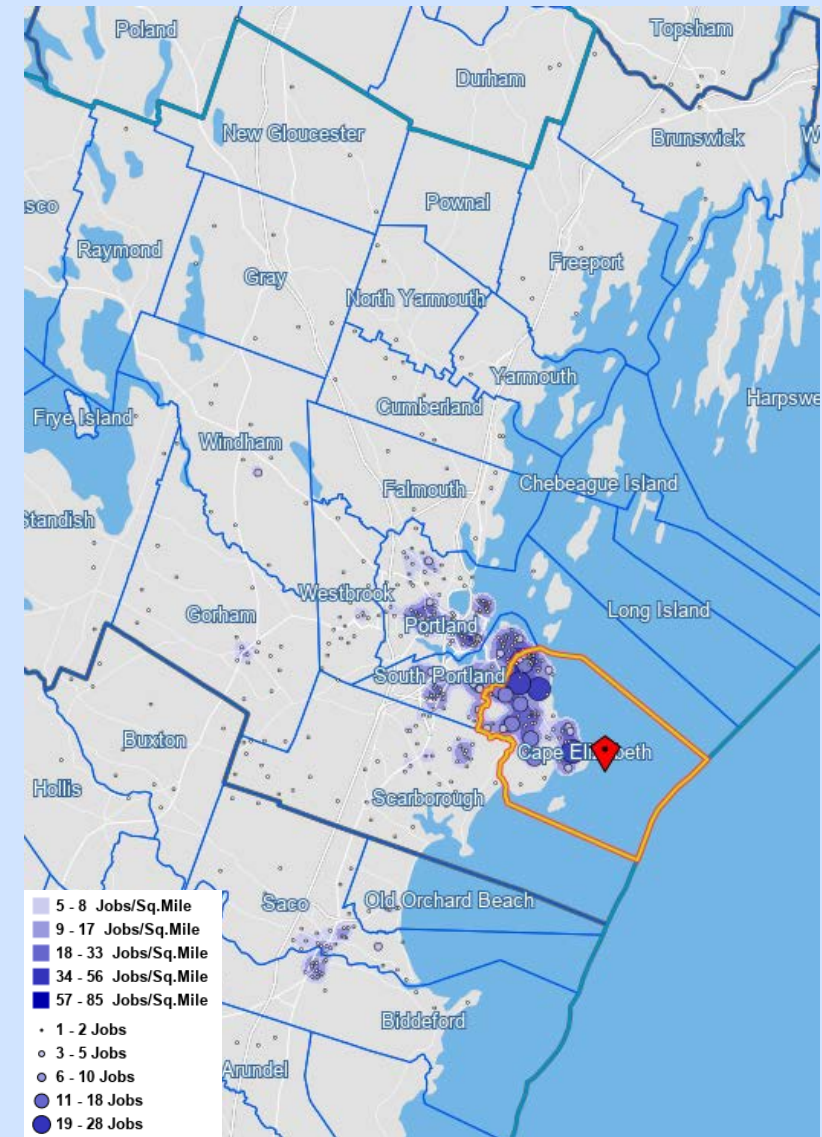 Poland
Topsham
Durham
New Gloucester
Brunswick
W
Pownal
sco
Raymond
Gray
Freeport
North Yarmouth
Yarmouth
Cumberland
Harpswe
Frye Island
Windham
Falmouth
Chebeague Island
Standish
Westbrook
Gorham
Long Island
Portland
South Portland
Buxton
Cape Elizabeth
Hollis
Scarborough
Saco
Old Orchard Beach
Biddeford
Arundel
5 - 8 Jobs/Sq.Mile
9 - 17 Jobs/Sq.Mile
18 - 33 Jobs/Sq.Mile
34 - 56 Jobs/Sq.Mile
57 - 85 Jobs/Sq.Mile
1 - 2 Jobs
3 - 5 Jobs
6 - 10 Jobs
11 - 18 Jobs
19 - 28 Jobs